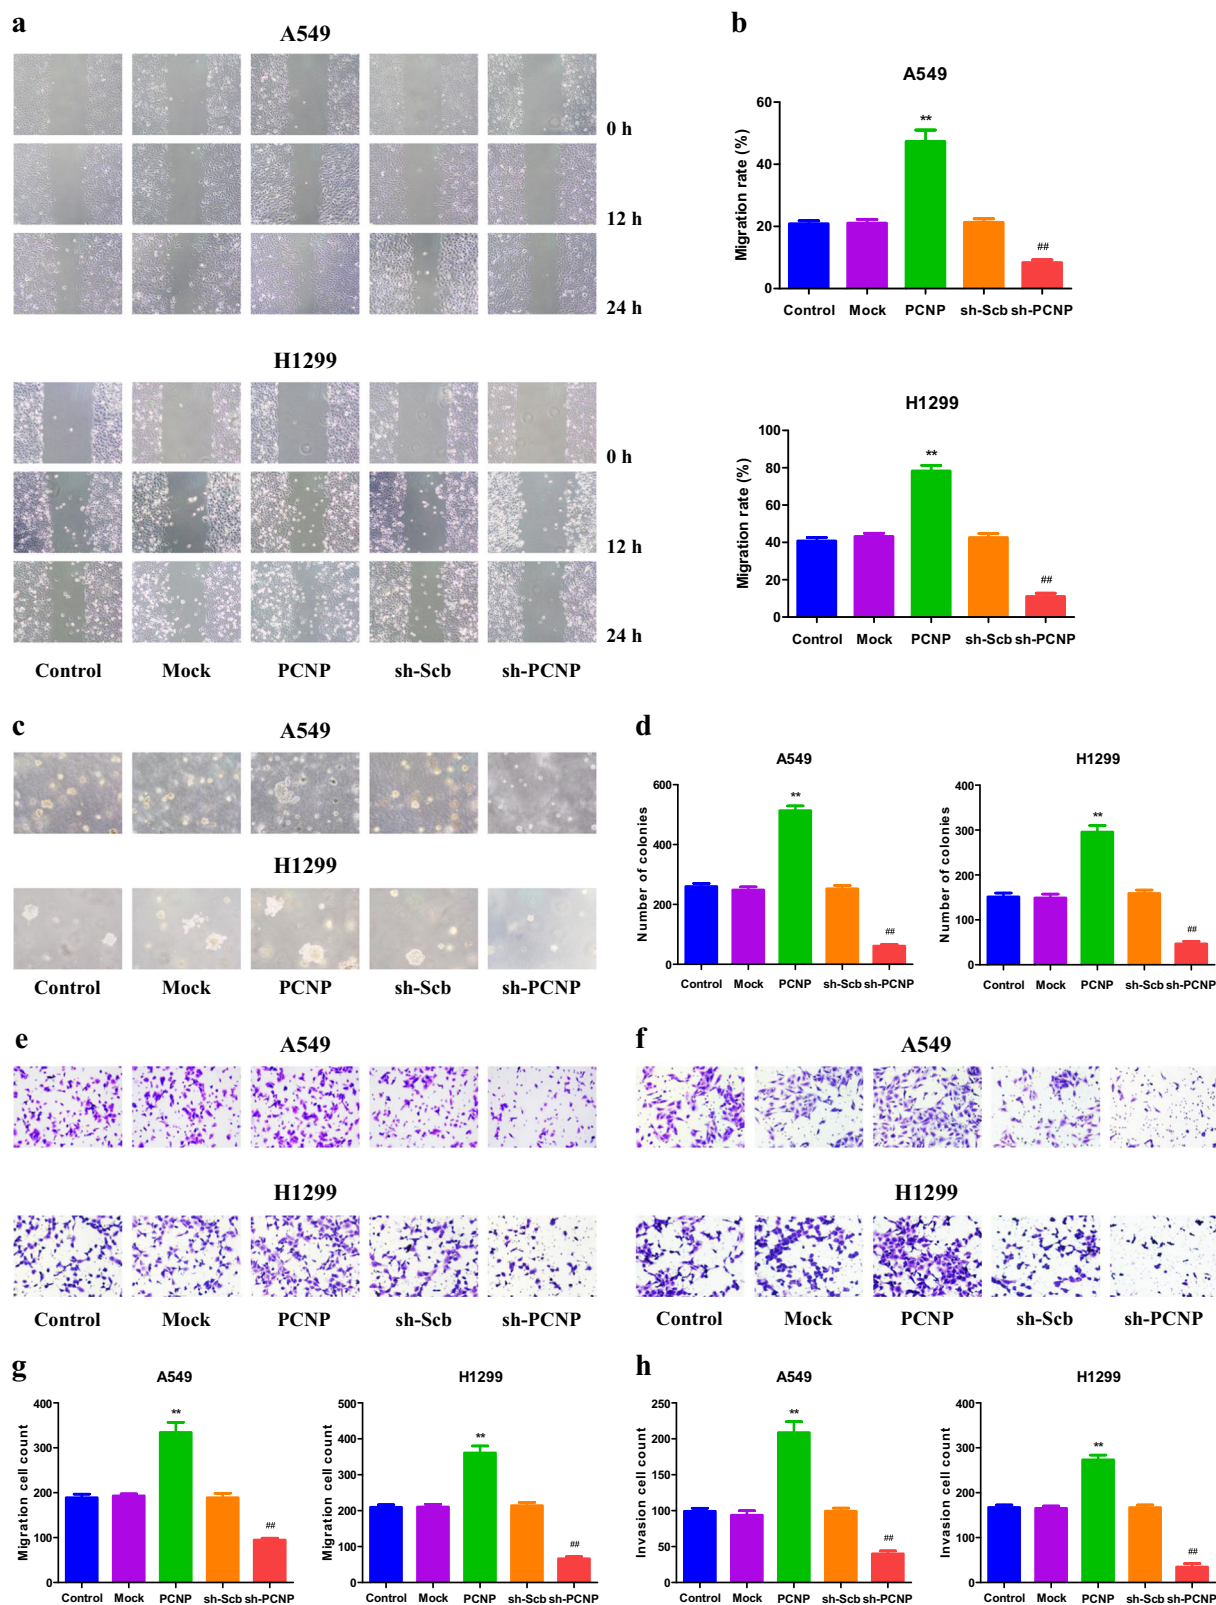 a
A549
0 h
12 h
24 h
H1299
0 h
12 h
24 h
Control Mock PCNP sh-Scb sh-PCNP
b
A549
Migration rate (%)
60
40
20
0
**
##
Control Mock PCNP sh-Scb sh-PCNP
H1299
Migration rate (%)
100
80
60
40
20
0
**
##
Control Mock PCNP sh-Scb sh-PCNP
c
A549
H1299
Control Mock PCNP sh-Scb sh-PCNP
d
A549
Number of colonies
600
400
200
0
**
##
Control Mock PCNP sh-Scb sh-PCNP
H1299
Number of colonies
400
300
200
100
0
**
##
Control Mock PCNP sh-Scb sh-PCNP
e
A549
H1299
Control Mock PCNP sh-Scb sh-PCNP
f
A549
H1299
Control Mock PCNP sh-Scb sh-PCNP
g
A549
Migration cell count
400
300
200
100
0
**
##
Control Mock PCNP sh-Scb sh-PCNP
H1299
Migration cell count
500
400
300
200
100
0
**
##
Control Mock PCNP sh-Scb sh-PCNP
h
A549
Invasion cell count
250
200
150
100
50
0
**
##
Control Mock PCNP sh-Scb sh-PCNP
H1299
Invasion cell count
400
300
200
100
0
**
##
Control Mock PCNP sh-Scb sh-PCNP